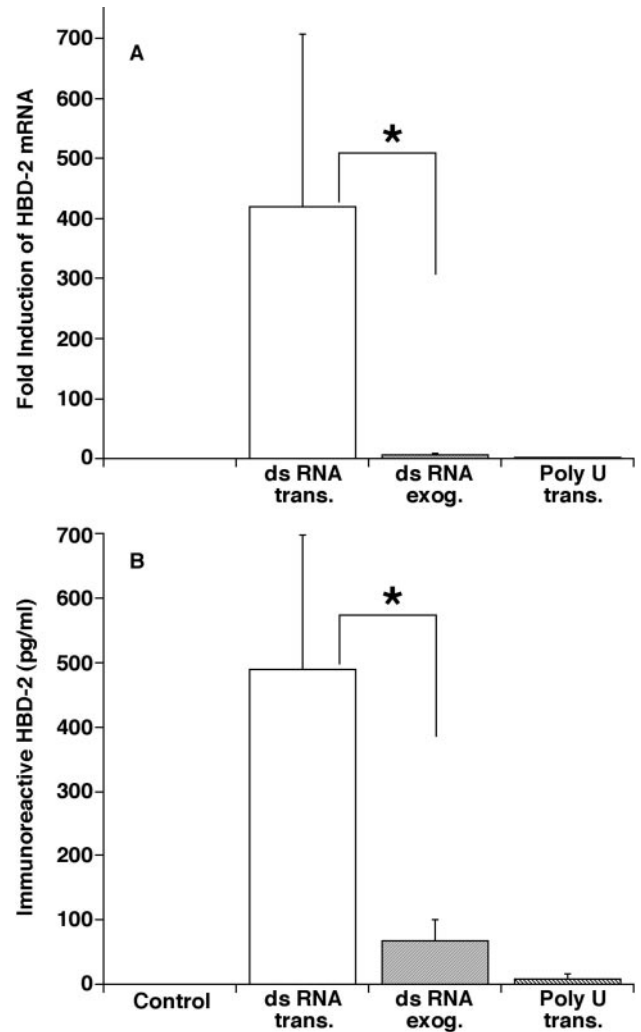 A
Fold Induction of HBD-2 mRNA
700
600
500
400
300
200
100
0
*
ds RNA trans.
ds RNA exog.
Poly U trans.
B
Immunoreactive HBD-2 (pg/ml)
700
600
500
400
300
200
100
0
*
Control
ds RNA trans.
ds RNA exog.
Poly U trans.